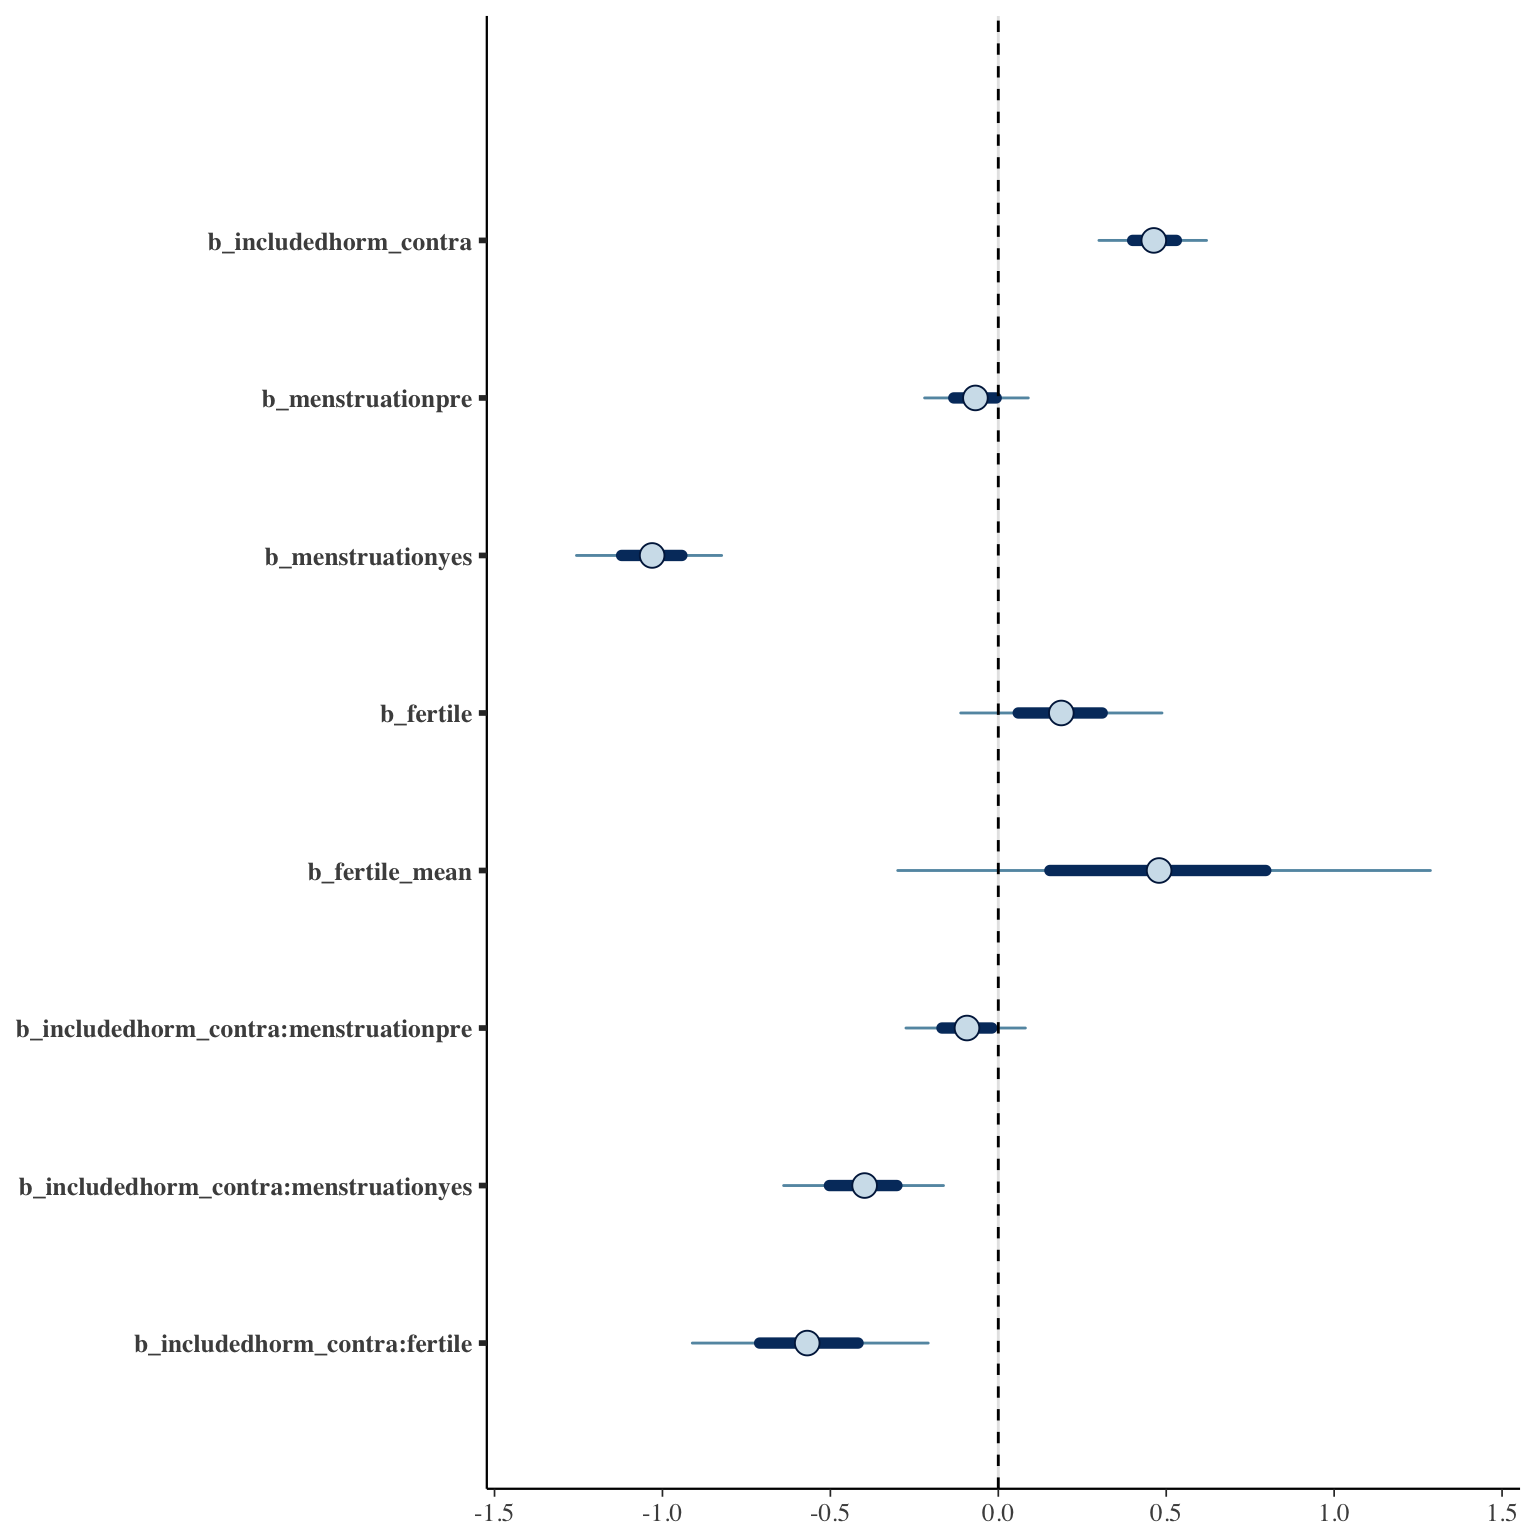 b_includedhorm_contra
b_menstruationpre
b_menstruationyes
b_fertile
b_fertile_mean
b_includedhorm_contra:menstruationpre
b_includedhorm_contra:menstruationyes
b_includedhorm_contra:fertile
-1.5 -1.0 -0.5 0.0 0.5 1.0 1.5